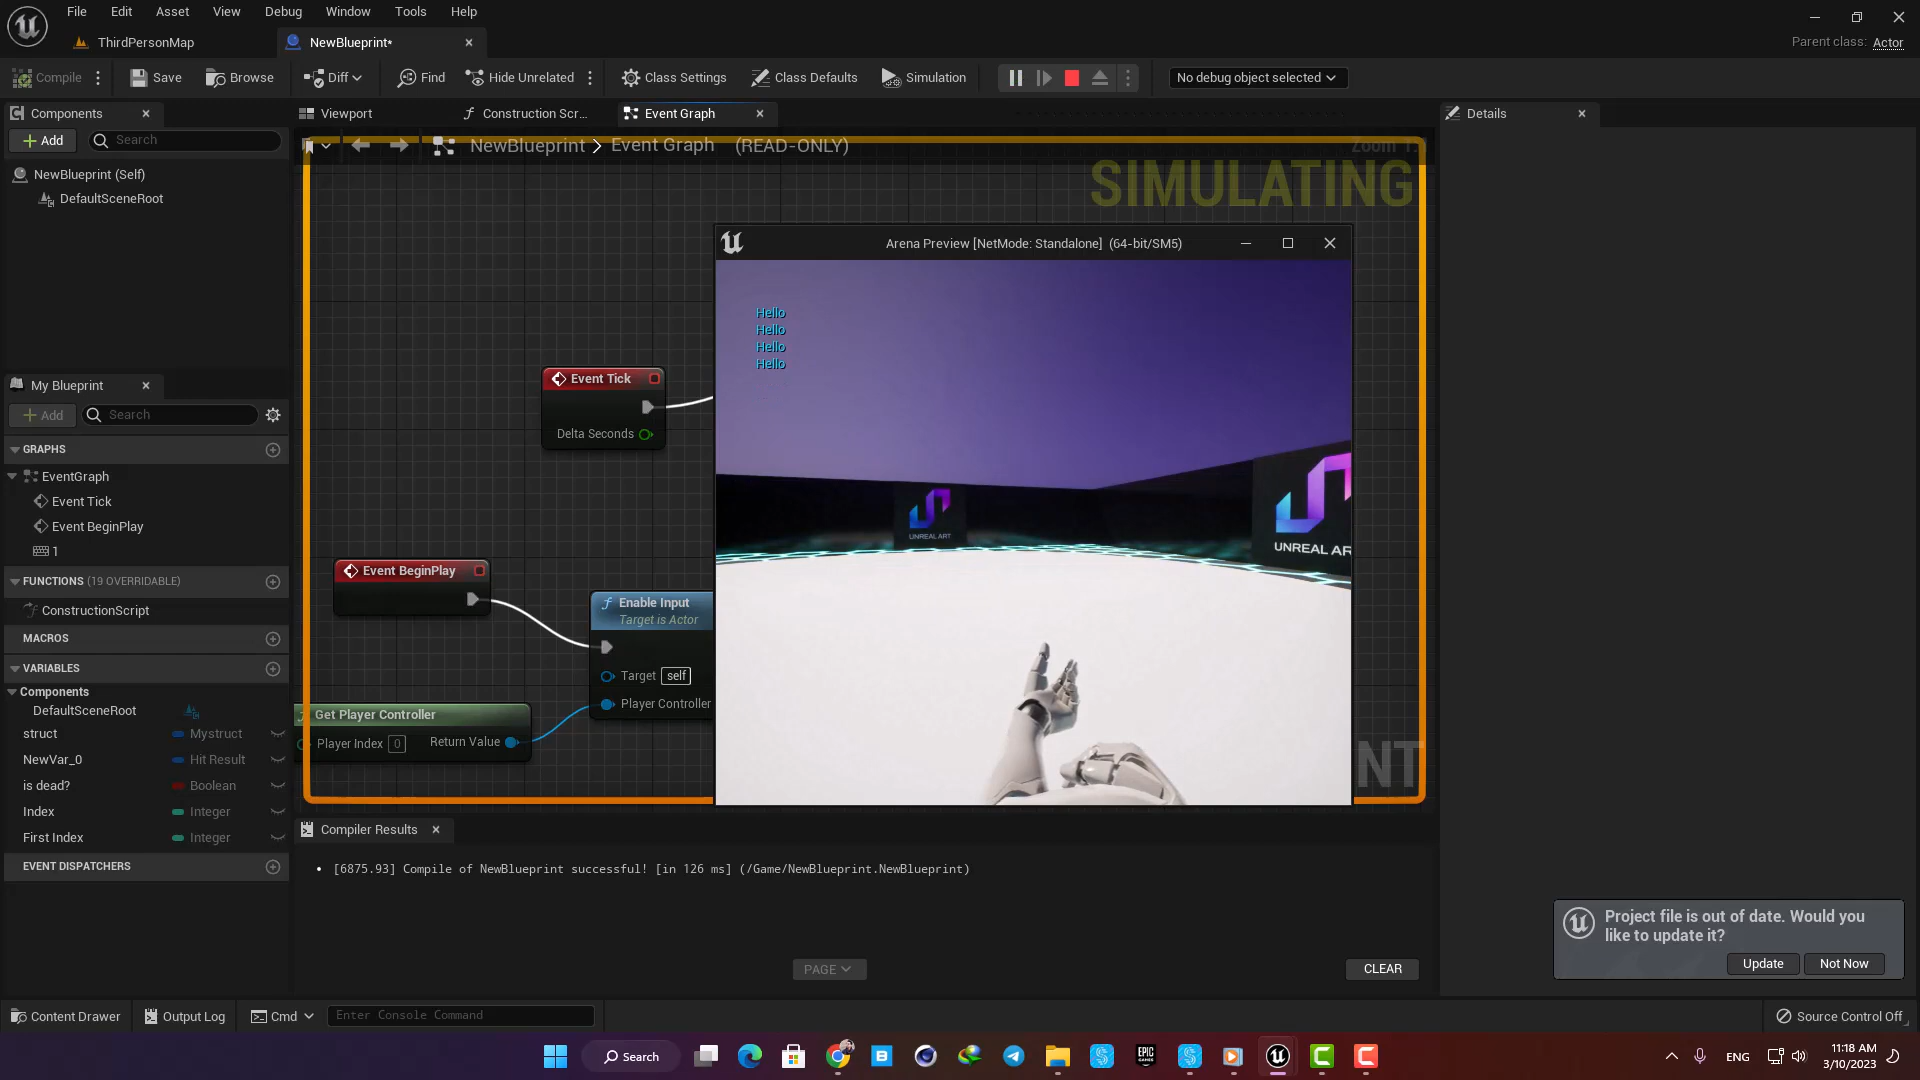 File Edit Asset View Debug Window Tools Help
ThirdPersonMap
NewBlueprint*
Parent class: Actor
Compile
Save
Browse
Diff
Find
Hide Unrelated
Class Settings
Class Defaults
Simulation
No debug object selected
Components
Viewport
Construction Scr...
Event Graph
Details
Add
Search
NewBlueprint > Event Graph (READ-ONLY)
SIMULATING
NewBlueprint (Self)
DefaultSceneRoot
Arena Preview [NetMode: Standalone] (64-bit/SM5)
Hello
Hello
Hello
Hello
Event Tick
Delta Seconds
My Blueprint
Add
Search
GRAPHS
EventGraph
Event Tick
Event BeginPlay
1
FUNCTIONS (19 OVERRIDABLE)
ConstructionScript
MACROS
VARIABLES
Components
DefaultSceneRoot
struct Mystruct
NewVar_0 Hit Result
is dead? Boolean
Index Integer
First Index Integer
EVENT DISPATCHERS
UNREAL ART
UNREAL AR
Event BeginPlay
Enable Input
Target is Actor
Target self
Player Controller
Get Player Controller
Player Index 0 Return Value
NT
Compiler Results
[6875.93] Compile of NewBlueprint successful! [in 126 ms] (/Game/NewBlueprint.NewBlueprint)
PAGE
CLEAR
Project file is out of date. Would you
like to update it?
Update
Not Now
Content Drawer
Output Log
Cmd
Enter Console Command
Source Control Off
Search
EPIC
GAMES
ENG
11:18 AM
3/10/2023